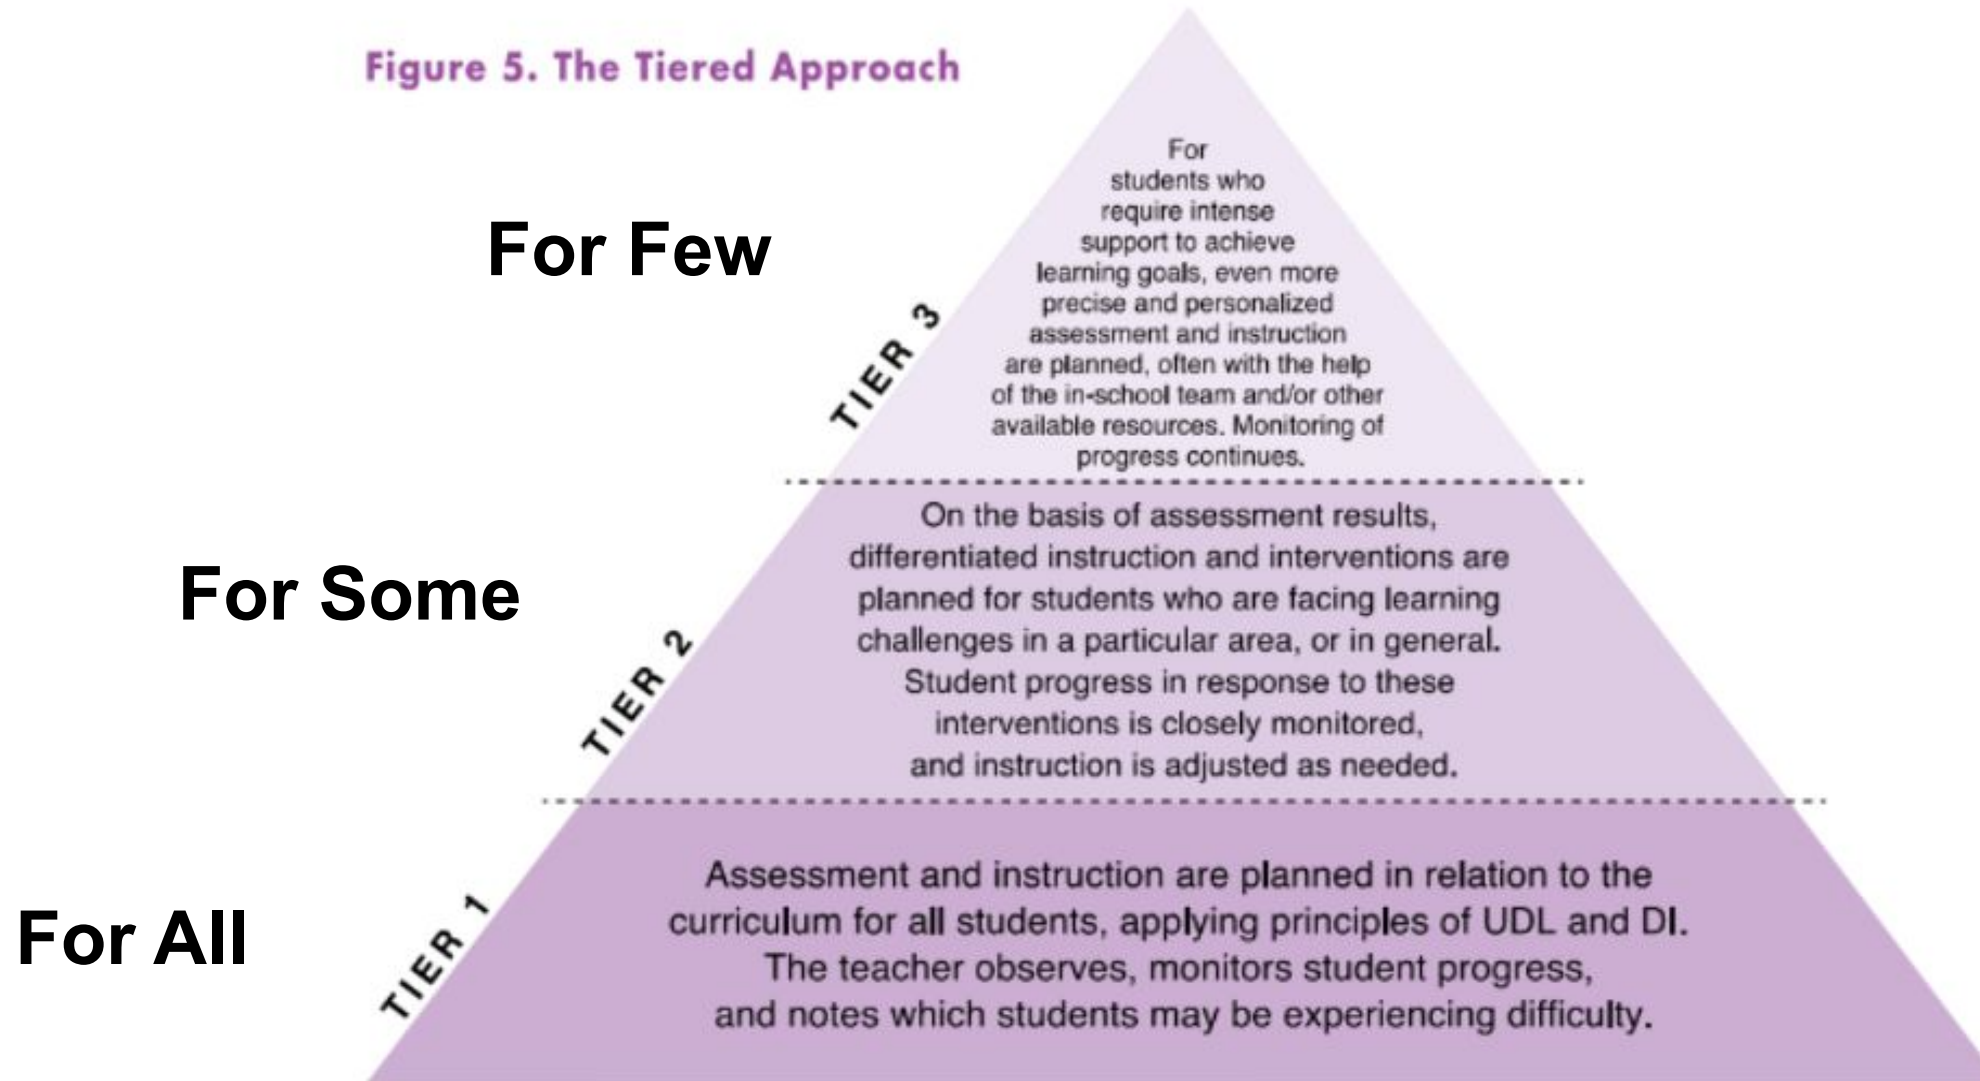 Figure 5. The Tiered Approach
For Few
TIER 3
For
students who
require intense
support to achieve
learning goals, even more
precise and personalized
assessment and instruction
are planned, often with the help
of the in-school team and/or other
available resources. Monitoring of
progress continues.
For Some
TIER 2
On the basis of assessment results,
differentiated instruction and interventions are
planned for students who are facing learning
challenges in a particular area, or in general.
Student progress in response to these
interventions is closely monitored,
and instruction is adjusted as needed.
For All
TIER 1
Assessment and instruction are planned in relation to the
curriculum for all students, applying principles of UDL and DI.
The teacher observes, monitors student progress,
and notes which students may be experiencing difficulty.